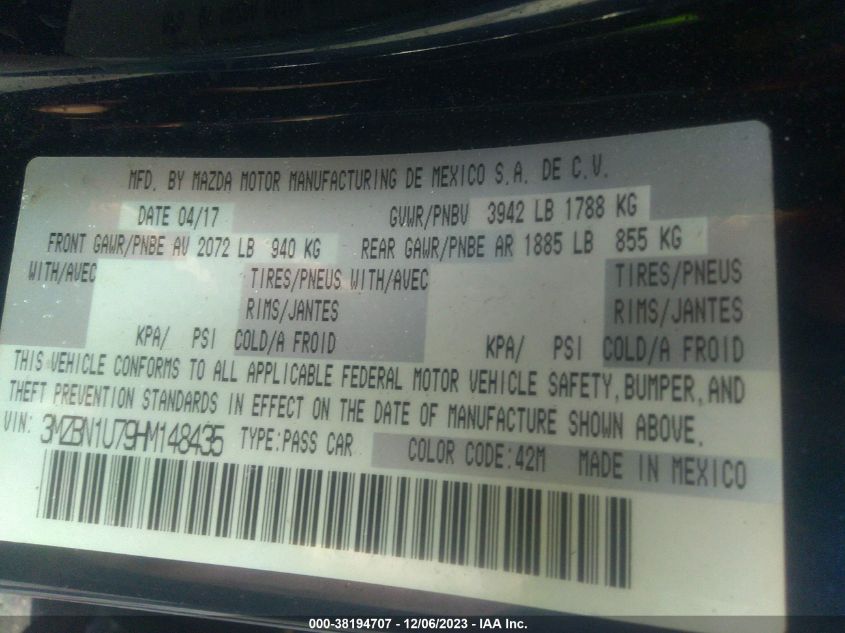 MFD. BY MAZDA MOTOR MANUFACTURING DE MEXICO S.A. DE C.V.
DATE 04/17 GVWR/PNBV 3942 LB 1788 KG
FRONT GAWR/PNBE AV 2072 LB 940 KG REAR GAWR/PNBE AR 1885 LB 855 KG
WITH/AVEC TIRES/PNEUS WITH/AVEC TIRES/PNEUS
RIMS/JANTES RIMS/JANTES
KPA/ PSI COLD/A FROID KPA/ PSI COLD/A FROID
THIS VEHICLE CONFORMS TO ALL APPLICABLE FEDERAL MOTOR VEHICLE SAFETY, BUMPER, AND
THEFT PREVENTION STANDARDS IN EFFECT ON THE DATE OF MANUFACTURE SHOWN ABOVE.
VIN: 3MZBN1U79HM148435 TYPE:PASS CAR COLOR CODE:42M MADE IN MEXICO
000-38194707 - 12/06/2023 - IAA Inc.